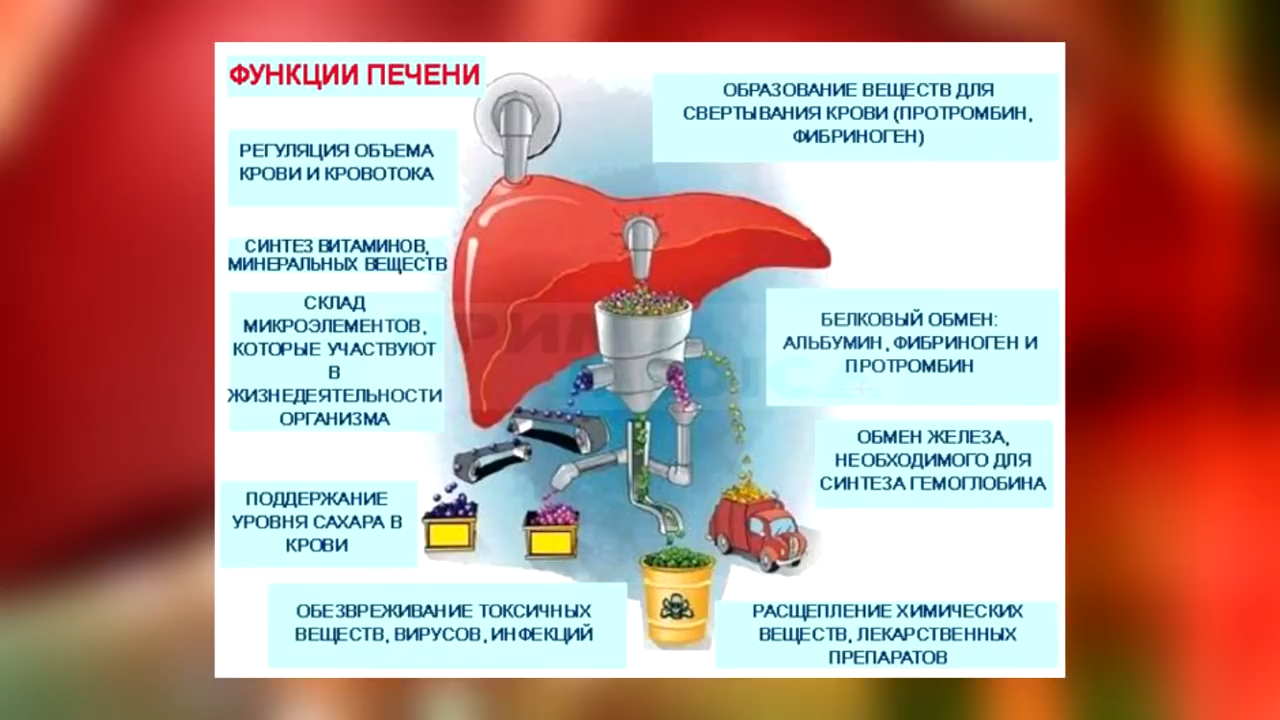 ФУНКЦИИ ПЕЧЕНИ
РЕГУЛЯЦИЯ ОБЪЕМА
КРОВИ И КРОВОТОКА
СИНТЕЗ ВИТАМИНОВ,
МИНЕРАЛЬНЫХ ВЕЩЕСТВ
СКЛАД
МИКРОЭЛЕМЕНТОВ,
КОТОРЫЕ УЧАСТВУЮТ
В
ЖИЗНЕДЕЯТЕЛЬНОСТИ
ОРГАНИЗМА
ПОДДЕРЖАНИЕ
УРОВНЯ САХАРА В
КРОВИ
ОБЕЗВРЕЖИВАНИЕ ТОКСИЧНЫХ
ВЕЩЕСТВ, ВИРУСОВ, ИНФЕКЦИЙ
ОБРАЗОВАНИЕ ВЕЩЕСТВ ДЛЯ
СВЕРТЫВАНИЯ КРОВИ (ПРОТРОМБИН,
ФИБРИНОГЕН)
БЕЛКОВЫЙ ОБМЕН:
АЛЬБУМИН, ФИБРИНОГЕН И
ПРОТРОМБИН
ОБМЕН ЖЕЛЕЗА,
НЕОБХОДИМОГО ДЛЯ
СИНТЕЗА ГЕМОГЛОБИНА
РАСЩЕПЛЕНИЕ ХИМИЧЕСКИХ
ВЕЩЕСТВ, ЛЕКАРСТВЕННЫХ
ПРЕПАРАТОВ